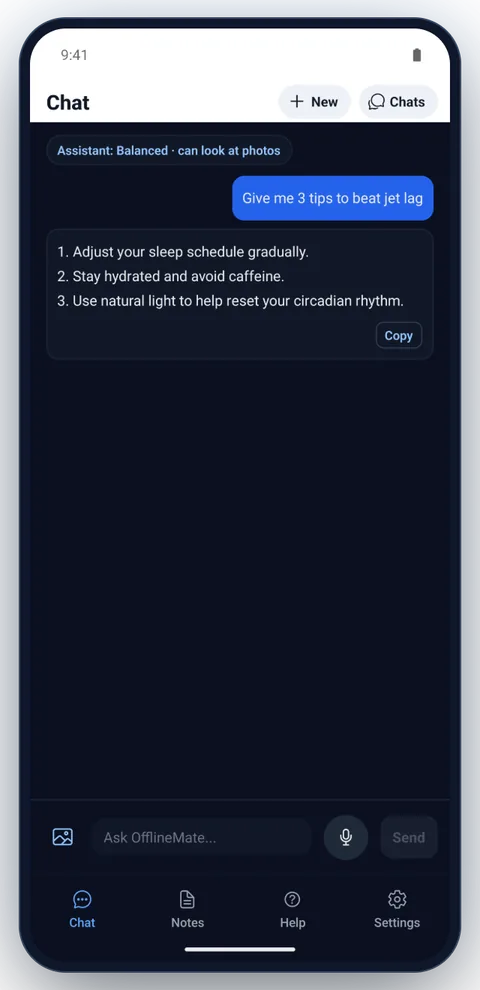 9:41
Chat
New
Chats
Assistant: Balanced · can look at photos
Give me 3 tips to beat jet lag
1. Adjust your sleep schedule gradually.
2. Stay hydrated and avoid caffeine.
3. Use natural light to help reset your circadian rhythm.
Copy
Ask OfflineMate...
Send
Chat
Notes
Help
Settings